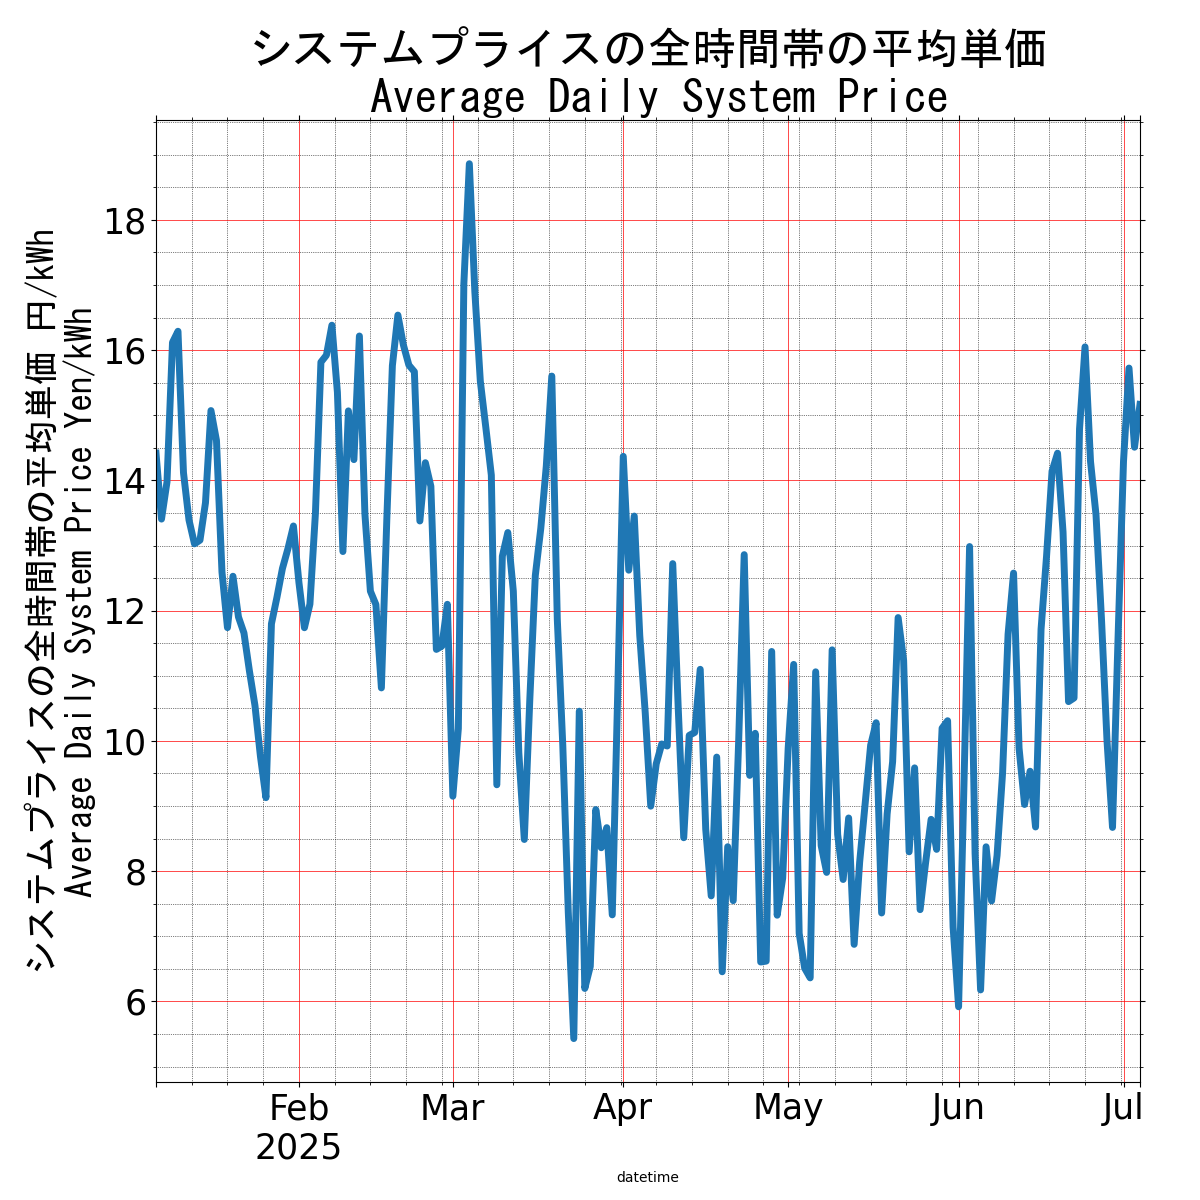 システムプライスの全時間帯の平均単価
Average Daily System Price
システムプライスの全時間帯の平均単価 円/kWh
Average Daily System Price Yen/kWh
18
16
14
12
10
8
6
Feb
2025
Mar
Apr
May
Jun
Jul
datetime